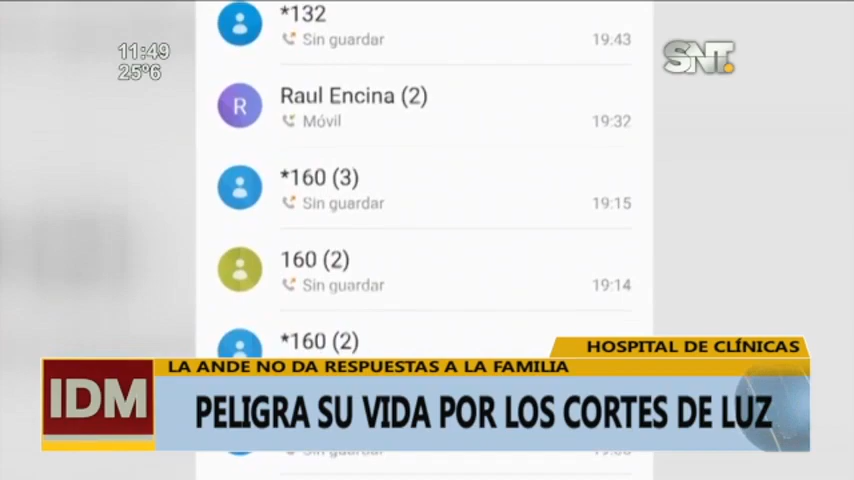 *132
Sin guardar
19:43
11:49
25°6
SNT.
R
Raul Encina (2)
Móvil
19:32
*160 (3)
Sin guardar
19:15
160 (2)
Sin guardar
19:14
*160 (2)
HOSPITAL DE CLÍNICAS
LA ANDE NO DA RESPUESTAS A LA FAMILIA
IDM
PELIGRA SU VIDA POR LOS CORTES DE LUZ
Sin guardar